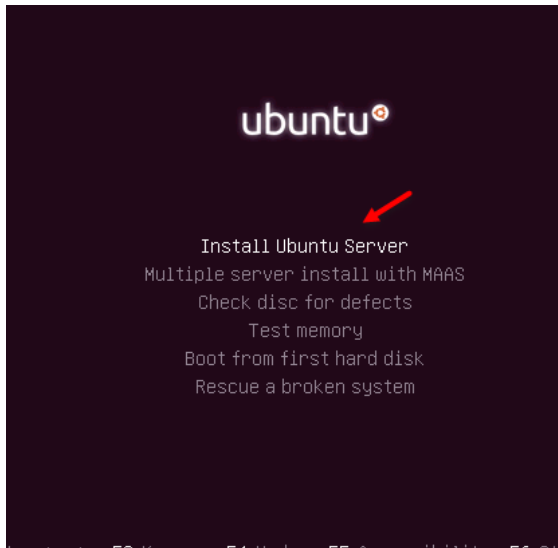 ubuntu
Install Ubuntu Server
Multiple server install with MAAS
Check disc for defects
Test memory
Boot from first hard disk
Rescue a broken system